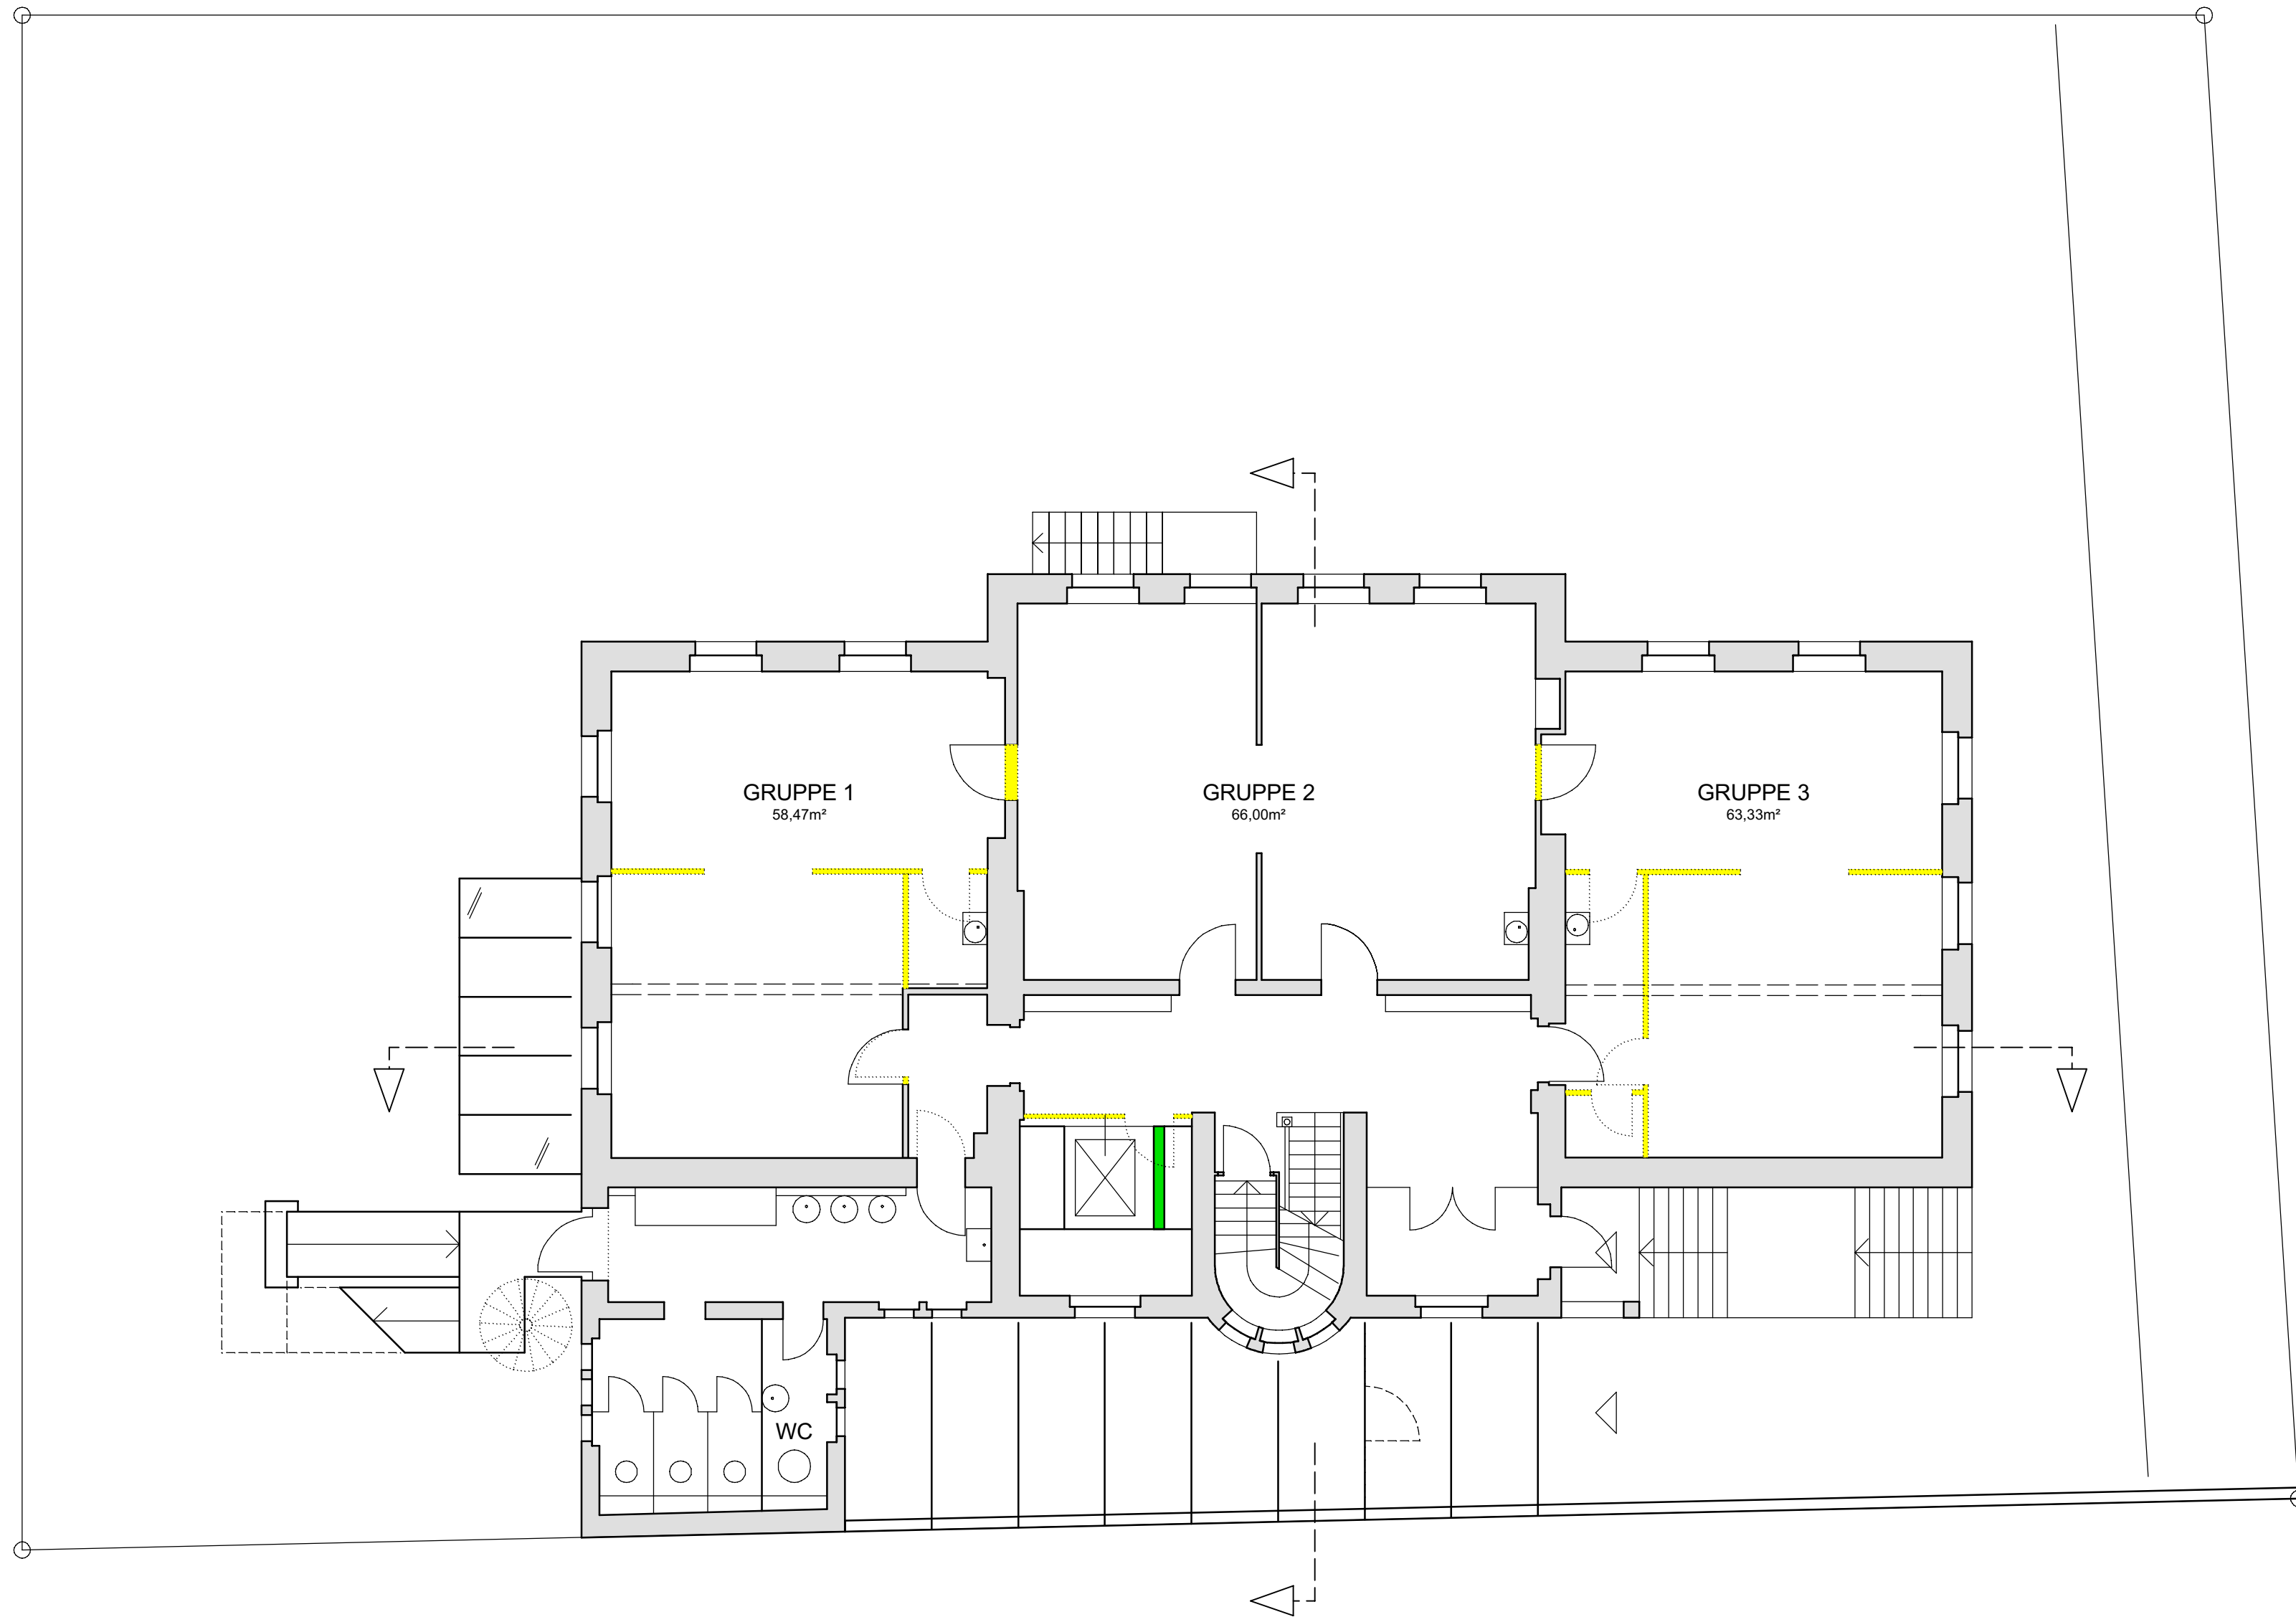 GRUPPE 1
58,47m²
GRUPPE 2
66,00m²
GRUPPE 3
63,33m²
WC